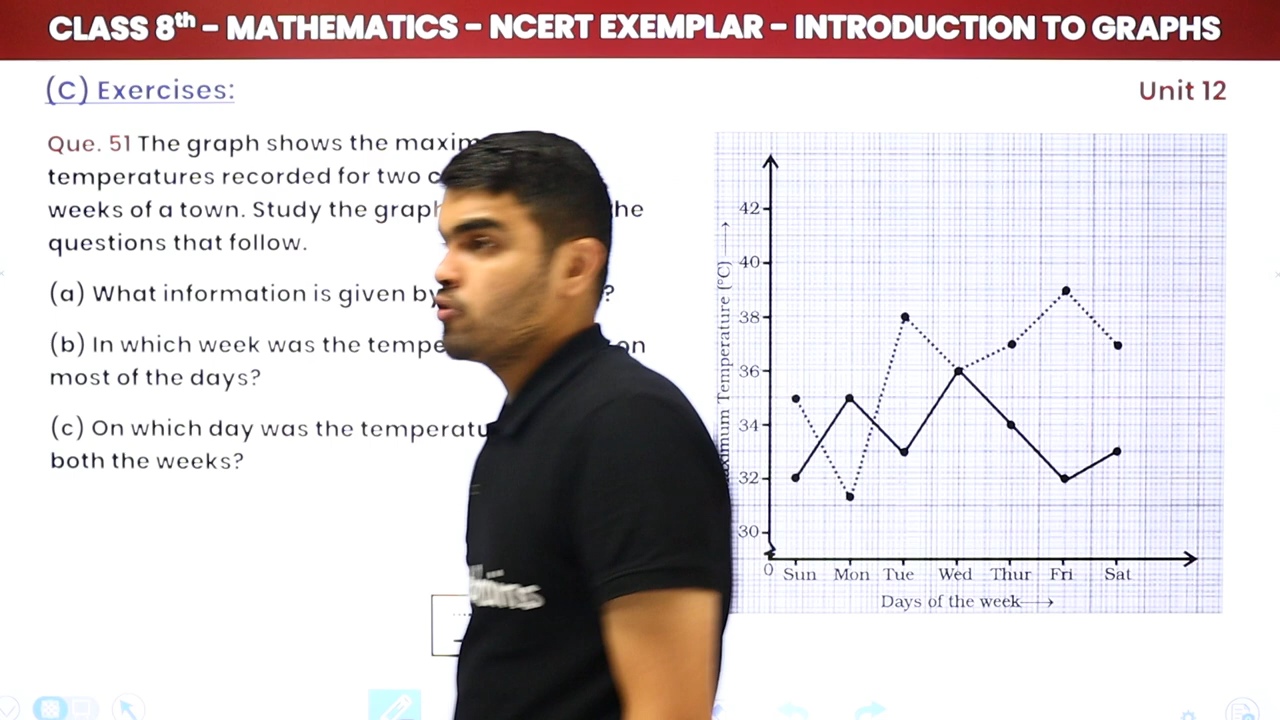 CLASS 8th – MATHEMATICS – NCERT EXEMPLAR – INTRODUCTION TO GRAPHS
(C) Exercises:
Unit 12
Que. 51 The graph shows the maxim
temperatures recorded for two c
weeks of a town. Study the graph he
questions that follow.
(a) What information is given by ?
(b) In which week was the tempe on
most of the days?
(c) On which day was the temperatu
both the weeks?
42
40
38
36
34
32
30
0
aximum Temperature (°C)
Sun Mon Tue Wed Thur Fri Sat
Days of the week